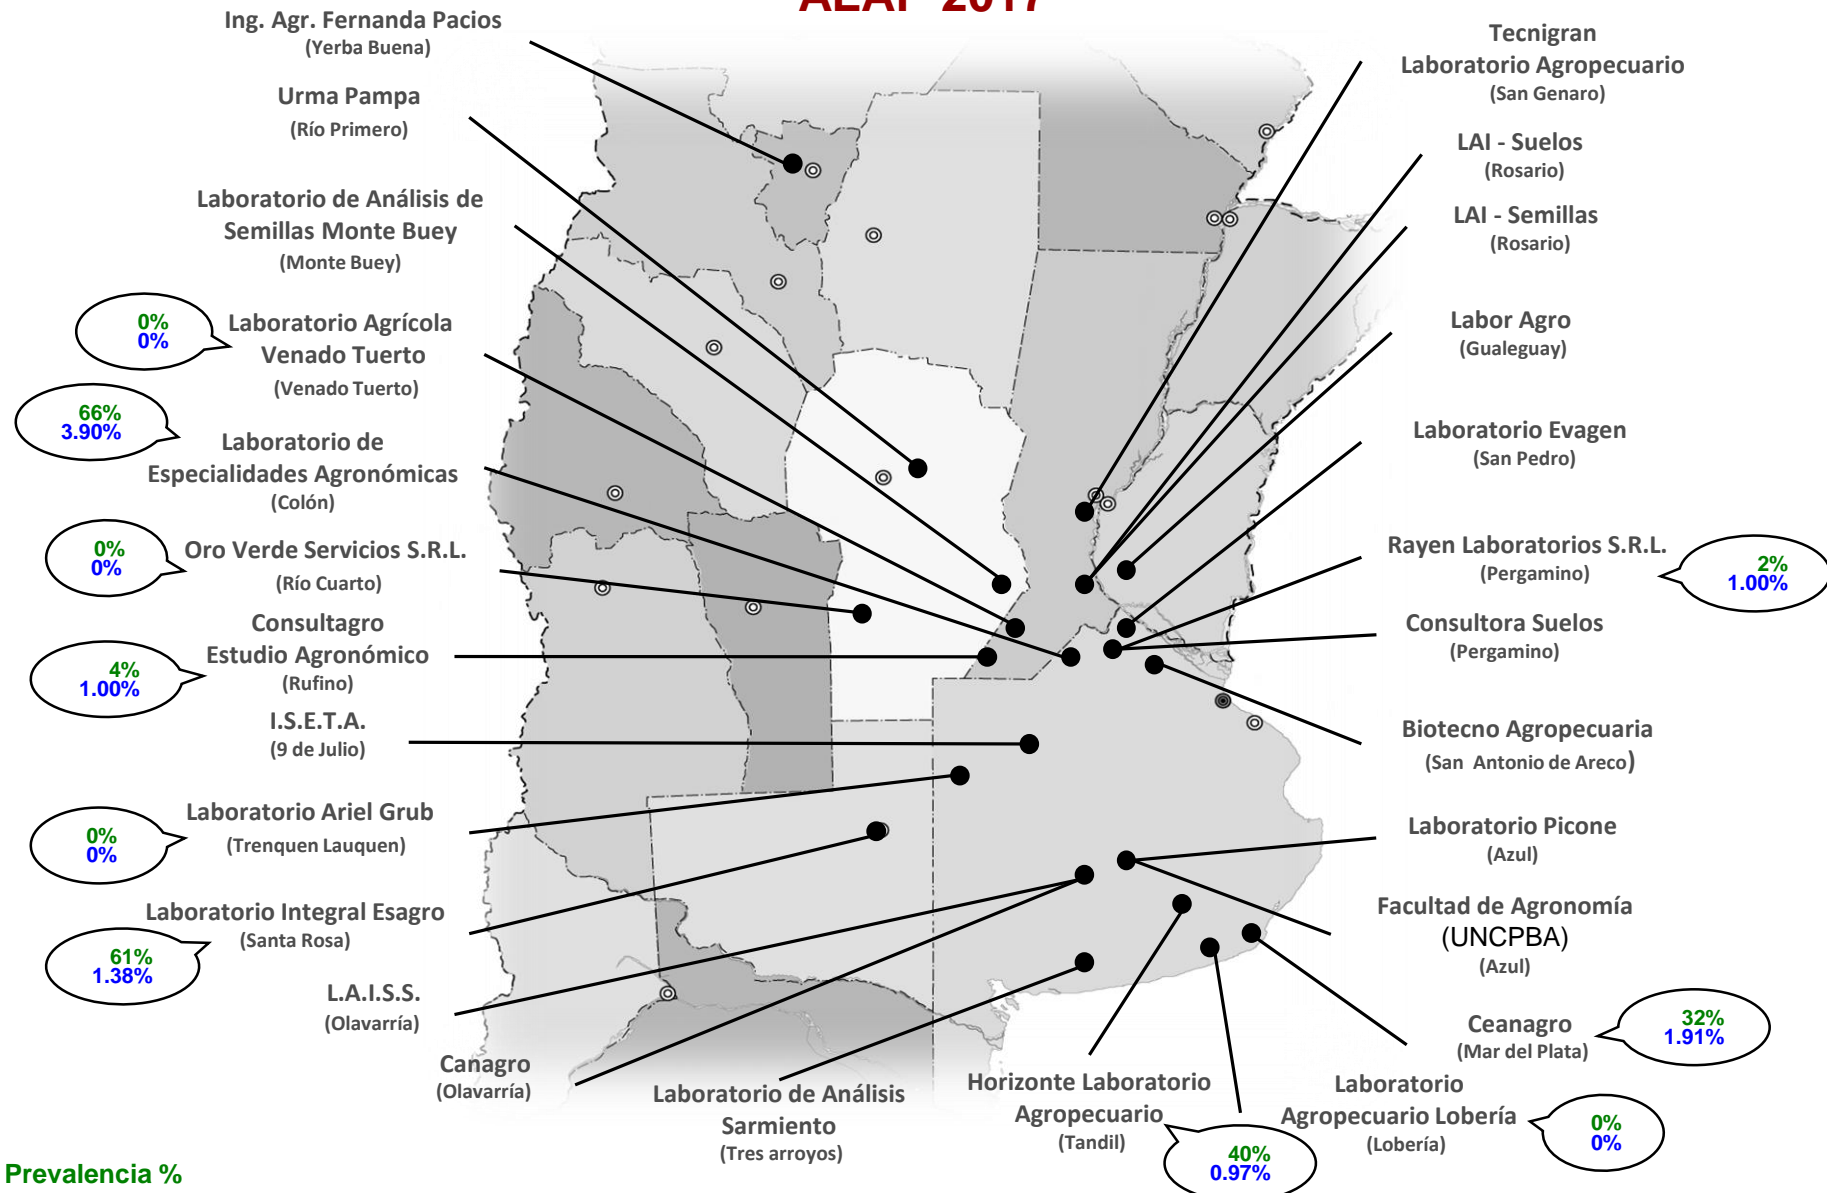 ALAP 2017
Ing. Agr. Fernanda Pacios
(Yerba Buena)
Urma Pampa
(Río Primero)
Laboratorio de Análisis de
Semillas Monte Buey
(Monte Buey)
0%
0%
Laboratorio Agrícola
Venado Tuerto
(Venado Tuerto)
66%
3.90%
Laboratorio de
Especialidades Agronómicas
(Colón)
0%
0%
Oro Verde Servicios S.R.L.
(Río Cuarto)
Consultagro
Estudio Agronómico
(Rufino)
4%
1.00%
I.S.E.T.A.
(9 de Julio)
Laboratorio Ariel Grub
(Trenquen Lauquen)
0%
0%
Laboratorio Integral Esagro
(Santa Rosa)
61%
1.38%
L.A.I.S.S.
(Olavarría)
Canagro
(Olavarría)
Laboratorio de Análisis
Sarmiento
(Tres arroyos)
Horizonte Laboratorio
Agropecuario
(Tandil)
40%
0.97%
Laboratorio
Agropecuario Lobería
(Lobería)
0%
0%
Tecnigran
Laboratorio Agropecuario
(San Genaro)
LAI - Suelos
(Rosario)
LAI - Semillas
(Rosario)
Labor Agro
(Gualeguay)
Laboratorio Evagen
(San Pedro)
Rayen Laboratorios S.R.L.
(Pergamino)
2%
1.00%
Consultora Suelos
(Pergamino)
Biotecno Agropecuaria
(San Antonio de Areco)
Laboratorio Picone
(Azul)
Facultad de Agronomía
(UNCPBA)
(Azul)
Ceanagro
(Mar del Plata)
32%
1.91%
Prevalencia %